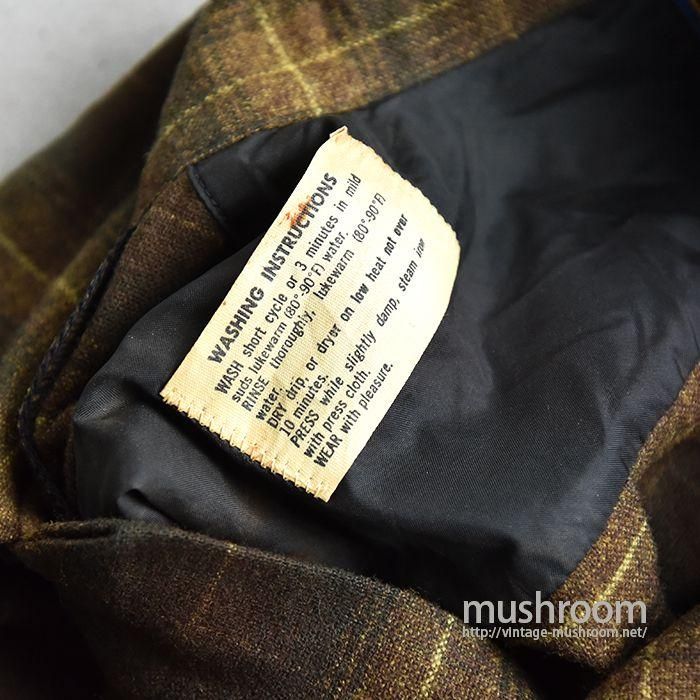 WASHING INSTRUCTIONS
WASH short cycle or 3 minutes in mild
suds lukewarm (80°-90°F) water.
RINSE thoroughly, lukewarm (80°-90°F)
water.
DRY drip, or dryer on low heat not over
10 minutes.
PRESS while slightly damp, steam iron
with press cloth.
WEAR with pleasure.
mushroom
http://vintage-mushroom.net/